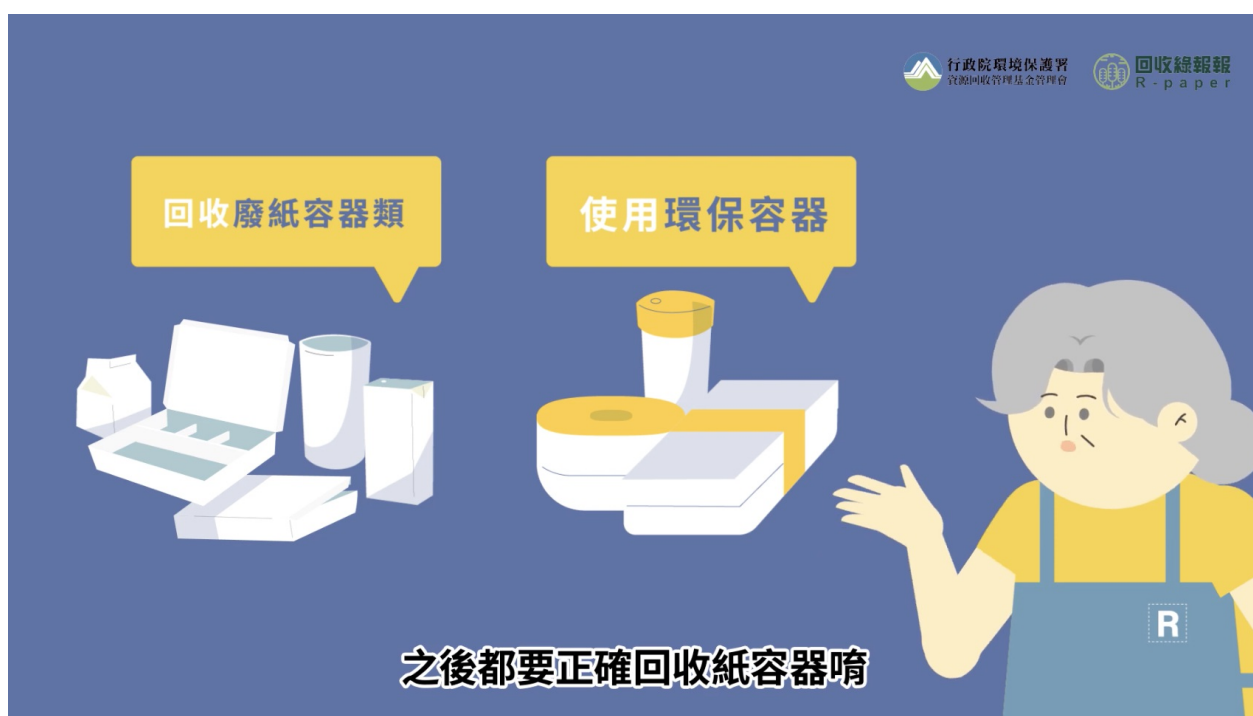 行政院環境保護署
資源回收管理基金管理會
回收綠報報
R-paper
回收廢紙容器類
使用環保容器
R
之後都要正確回收紙容器唷